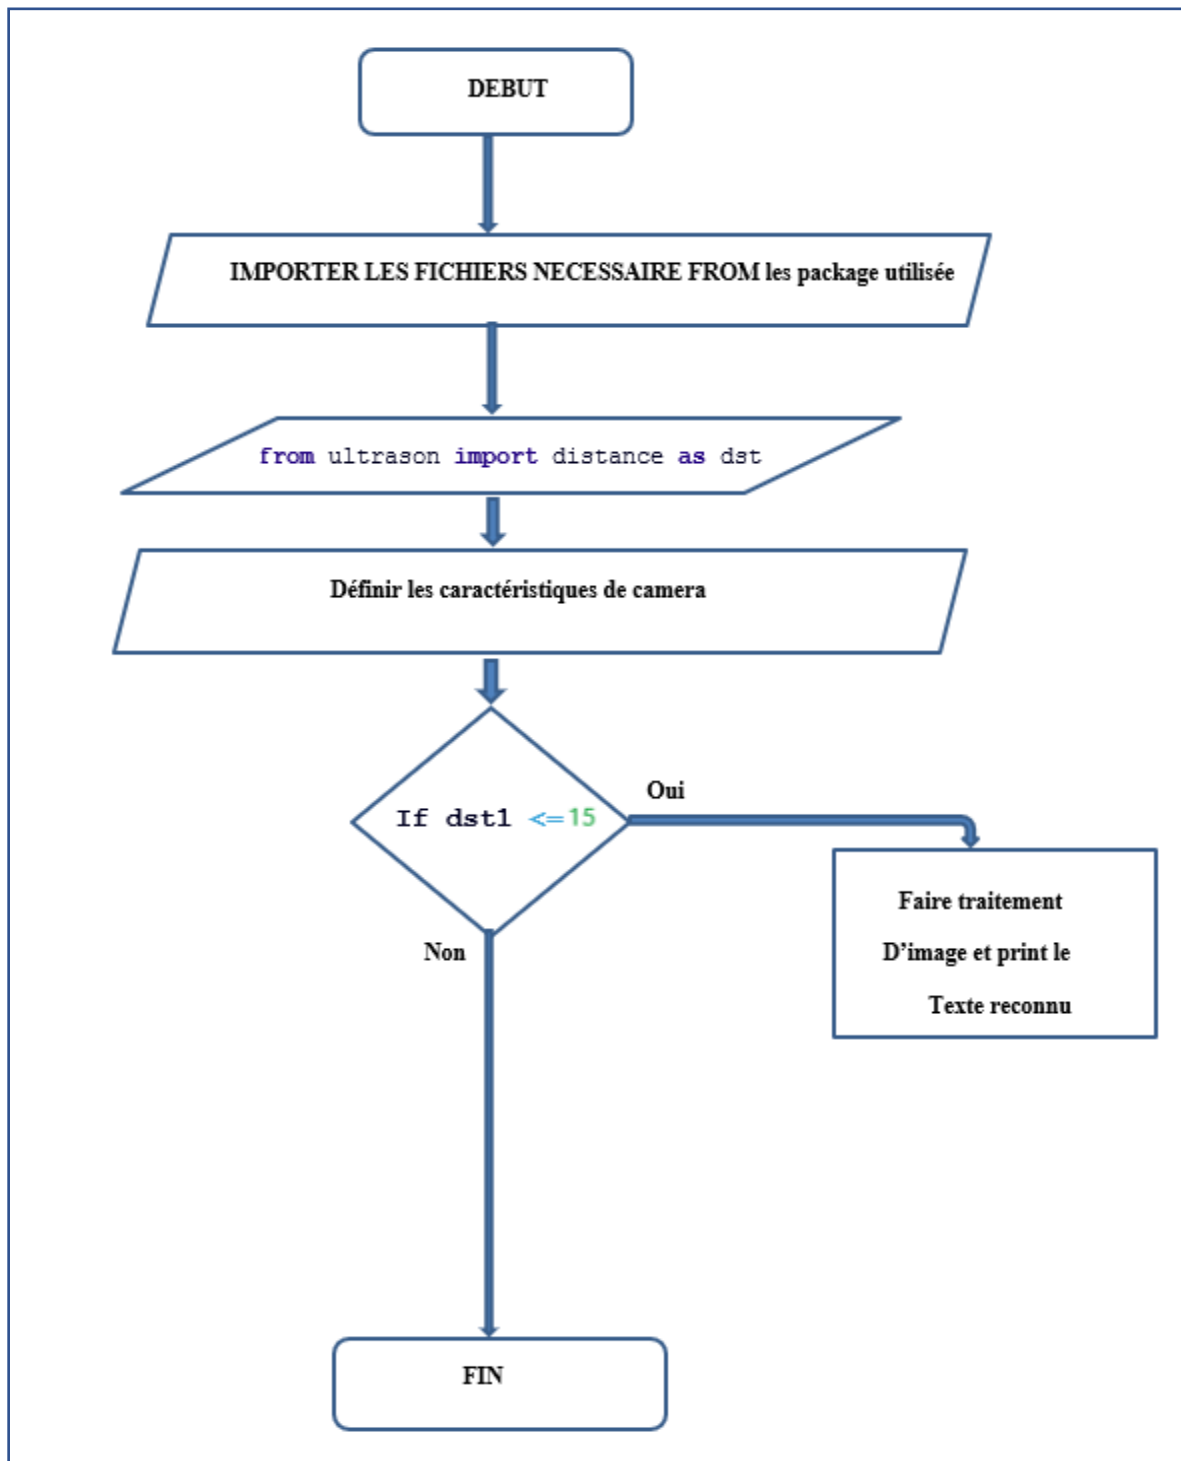 DEBUT
IMPORTER LES FICHIERS NECESSAIRE FROM les package utilisée
from ultrason import distance as dst
Définir les caractéristiques de camera
Oui
If dst1 <=15
Faire traitement
D’image et print le
Texte reconnu
Non
FIN